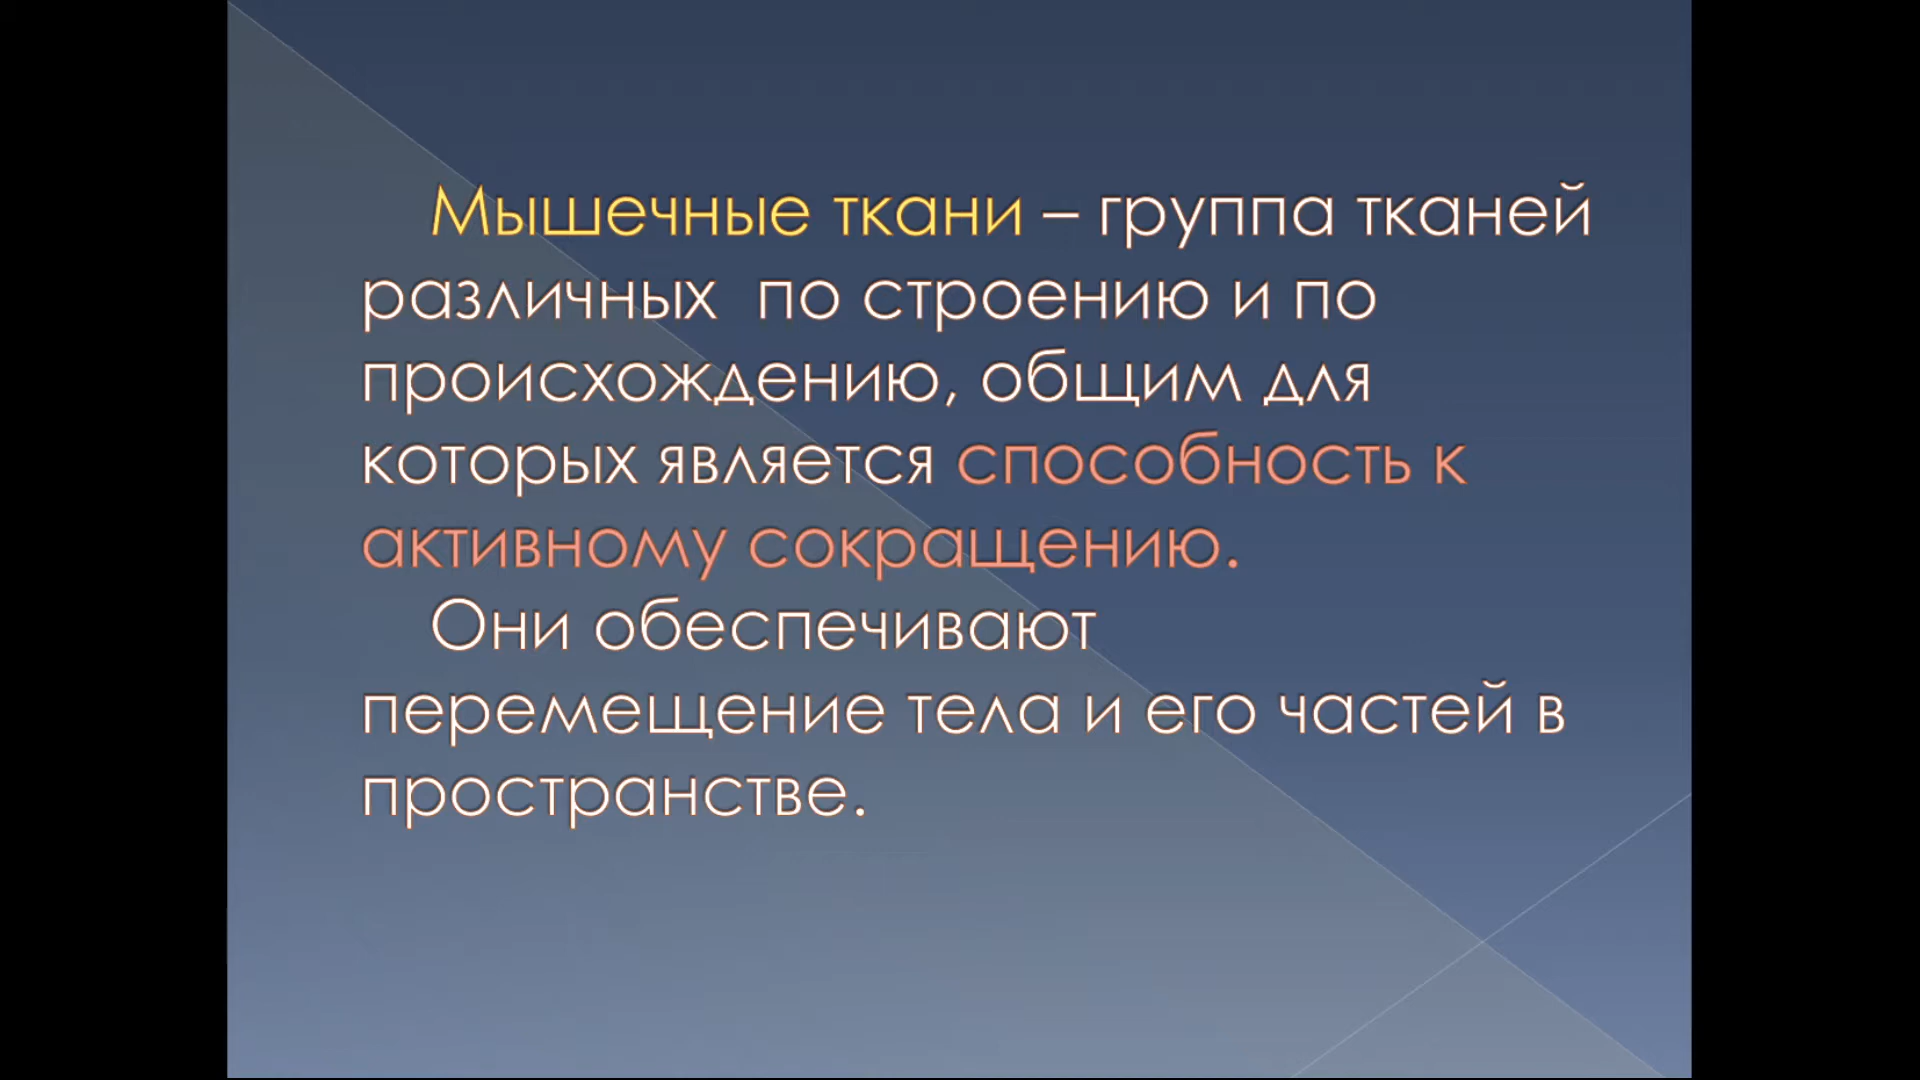 Мышечные ткани – группа тканей
различных  по строению и по
происхождению, общим для
которых является способность к
активному сокращению.
Они обеспечивают
перемещение тела и его частей в
пространстве.